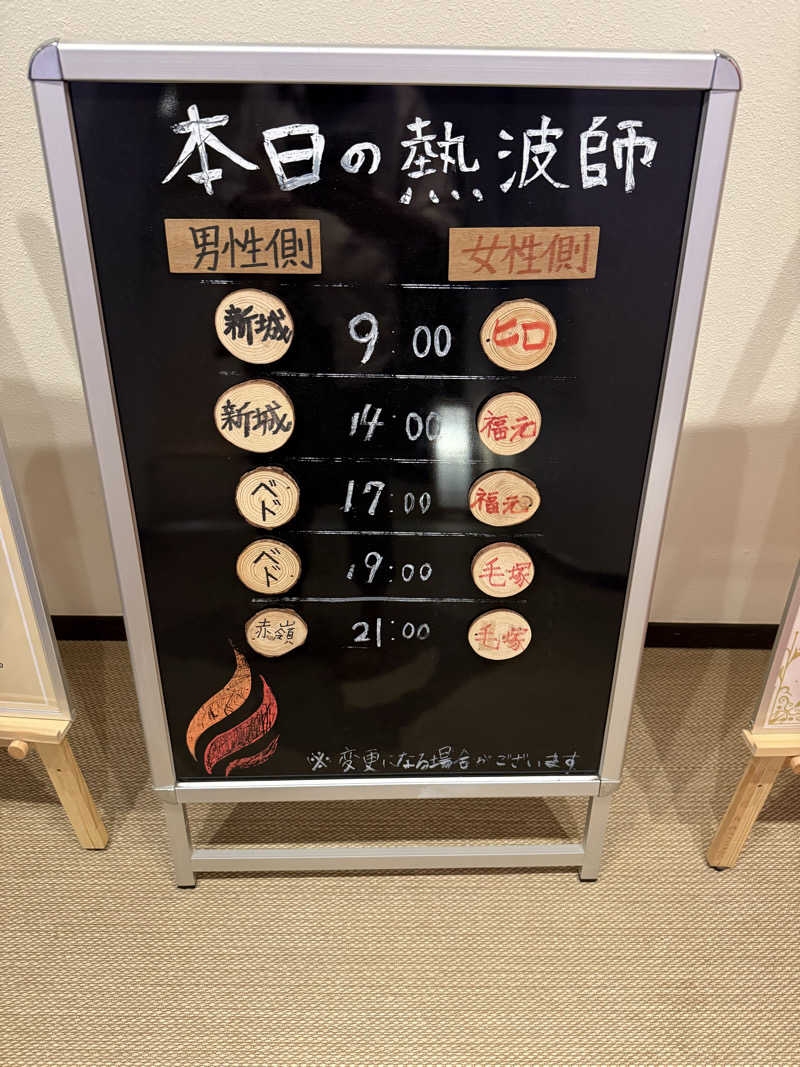 本日の熱波師
男性側 女性側
新城 9:00 ヒロ
新城 14:00 福元
ベド 17:00 福元
ベド 19:00 毛塚
赤嶺 21:00 毛塚
※変更になる場合がございます